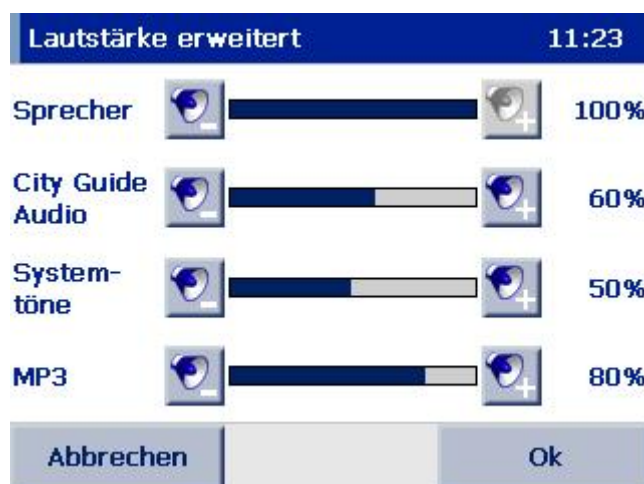 Lautstärke erweitert 11:23
Sprecher 100%
City Guide
Audio 60%
System-
töne 50%
MP3 80%
Abbrechen Ok